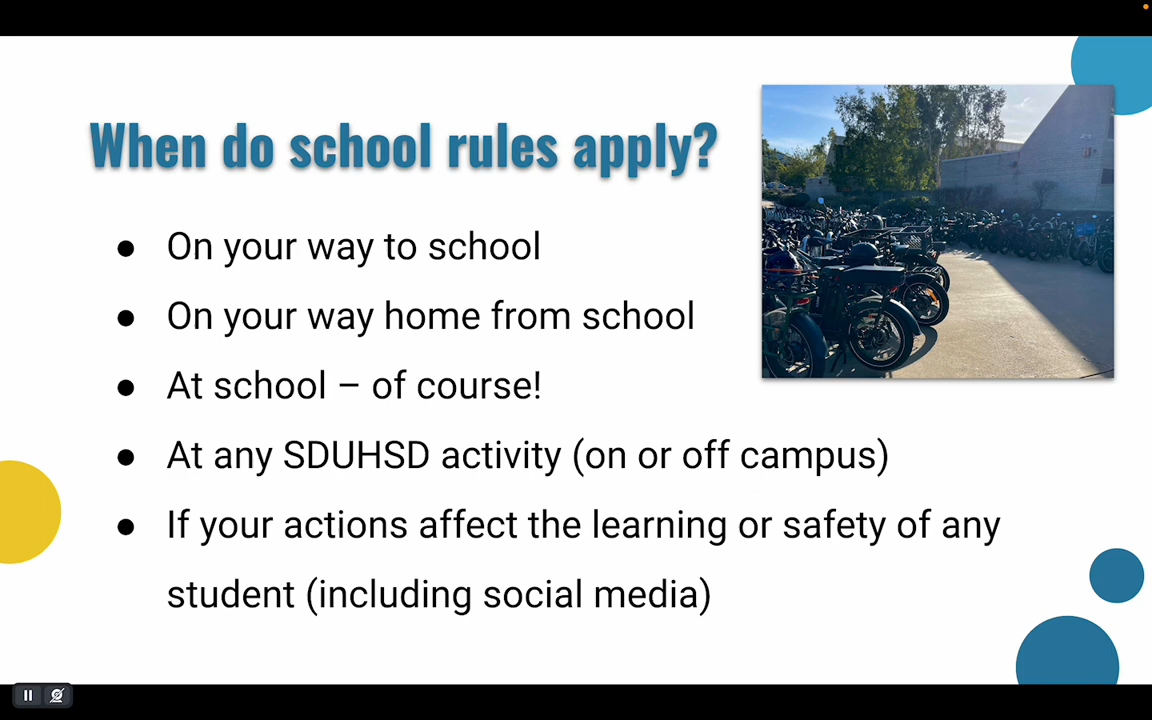 When do school rules apply?
● On your way to school
● On your way home from school
● At school – of course!
● At any SDUHSD activity (on or off campus)
● If your actions affect the learning or safety of any
student (including social media)